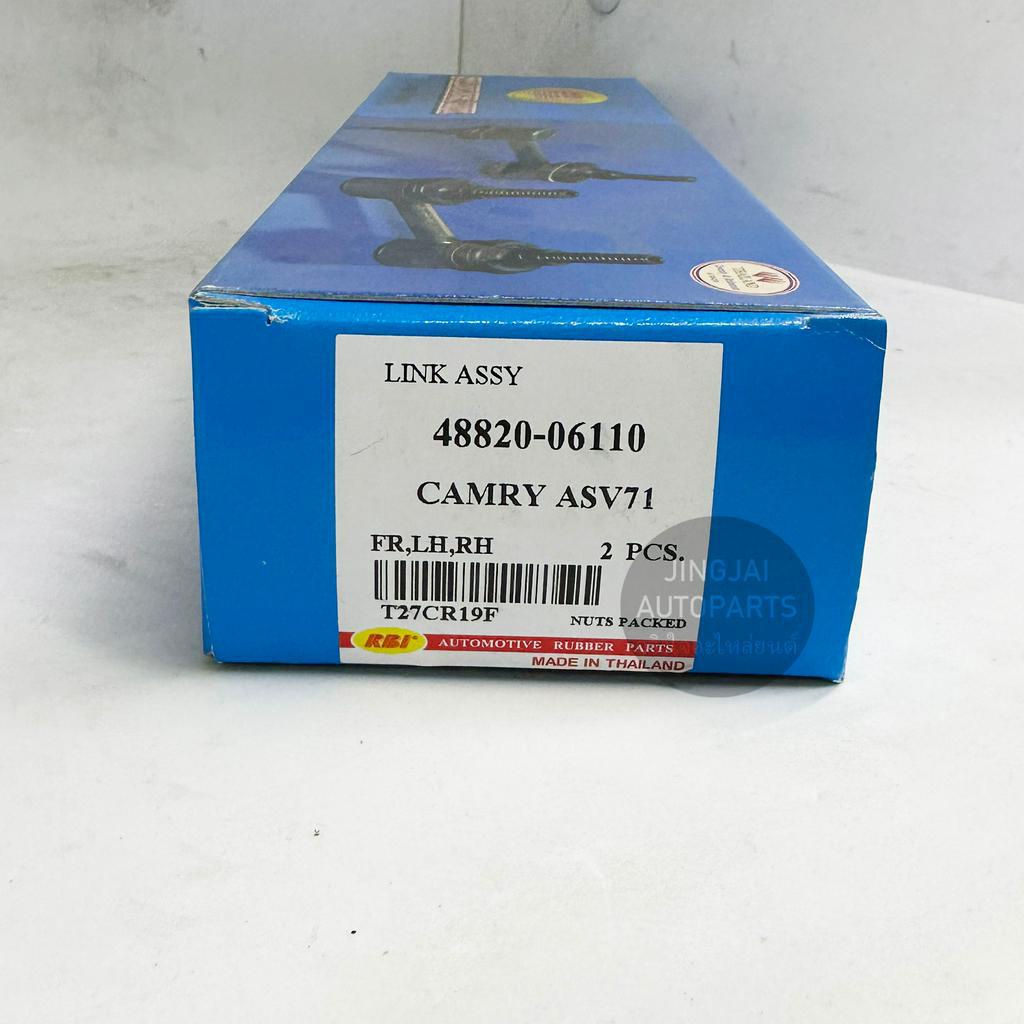 THAILAND
LINK ASSY
48820-06110
CAMRY ASV71
FR,LH,RH 2 PCS.
T27CR19F NUTS PACKED
RBI AUTOMOTIVE RUBBER PARTS
MADE IN THAILAND
JINGJAI
AUTOPARTS